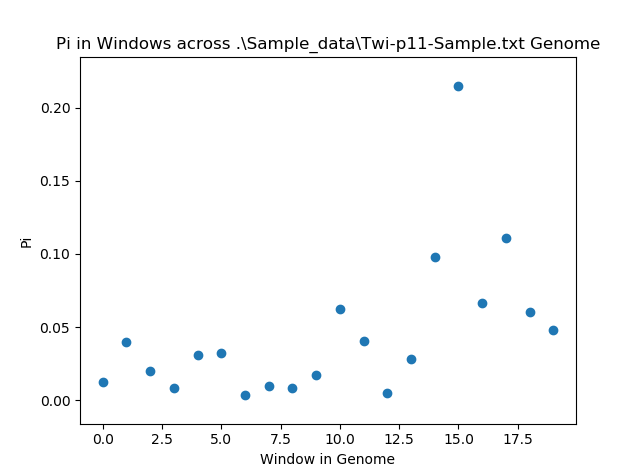 Pi in Windows across .\Sample_data\Twi-p11-Sample.txt Genome
0.20
0.15
0.10
0.05
0.00
Pi
0.0 2.5 5.0 7.5 10.0 12.5 15.0 17.5
Window in Genome